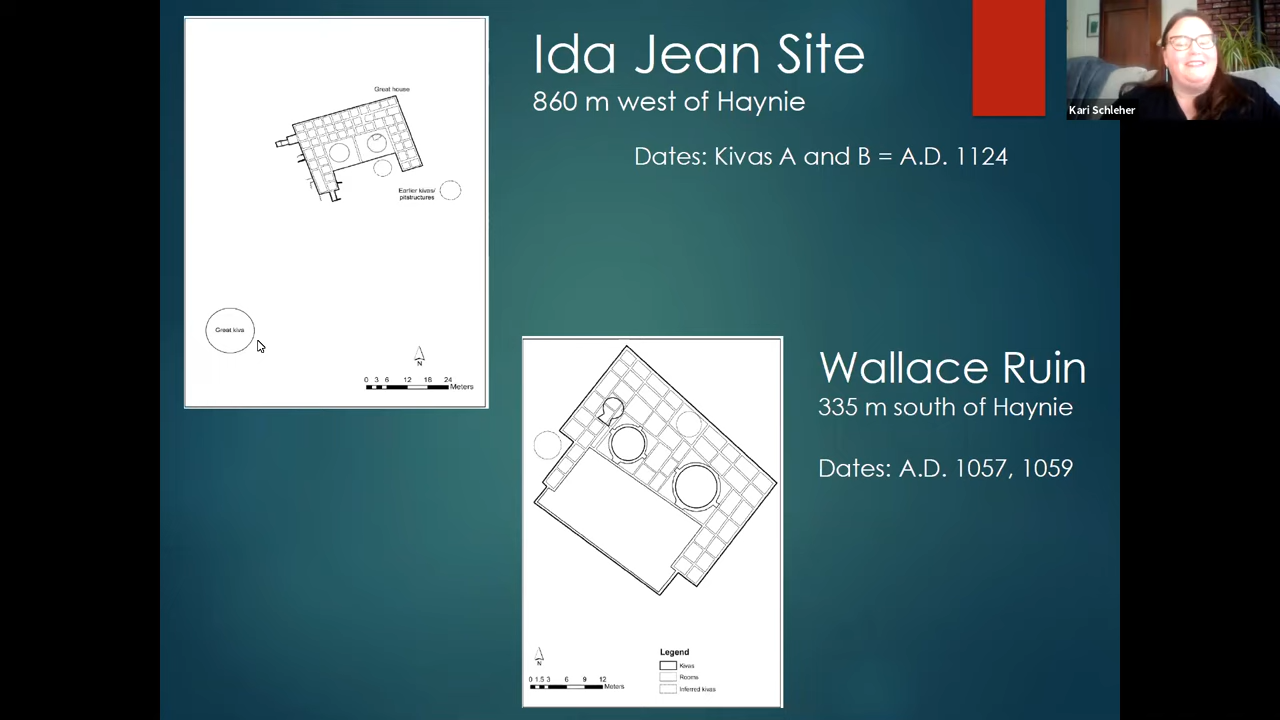 Ida Jean Site
860 m west of Haynie
Dates: Kivas A and B = A.D. 1124
Kari Schleher
Great house
Earlier kivas/
pitstructures
Great kiva
N
0 3 6 12 18 24
Meters
Wallace Ruin
335 m south of Haynie
Dates: A.D. 1057, 1059
Legend
Kivas
Rooms
Inferred kivas
N
0 1.5 3 6 9 12
Meters